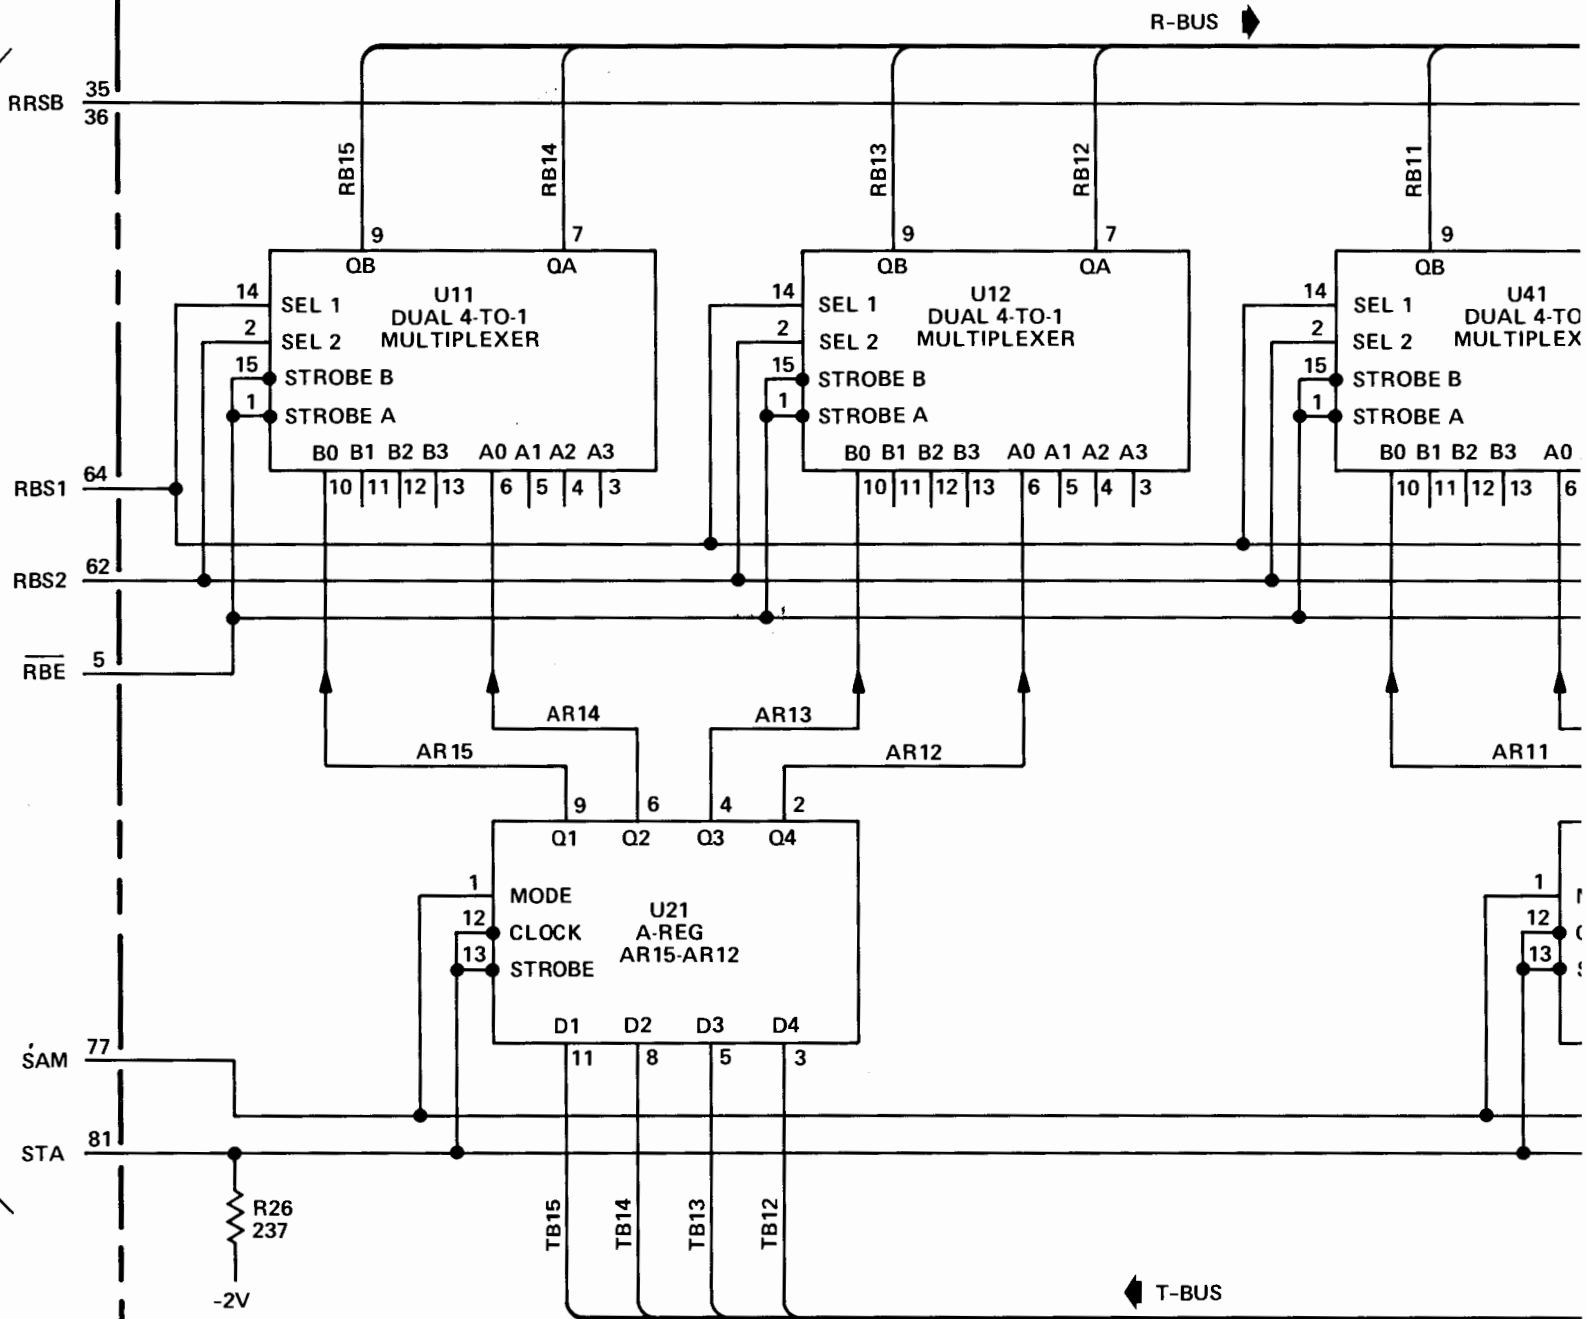 R-BUS
RRSB 35
36
RB15 RB14 RB13 RB12 RB11
9 7 9 7 9
QB QA QB QA QB
14 SEL 1 U11 14 SEL 1 U12 14 SEL 1 U41
DUAL 4-TO-1 DUAL 4-TO-1 DUAL 4-TO
2 SEL 2 MULTIPLEXER 2 SEL 2 MULTIPLEXER 2 SEL 2 MULTIPLEX
15 STROBE B 15 STROBE B 15 STROBE B
1 STROBE A 1 STROBE A 1 STROBE A
B0 B1 B2 B3 A0 A1 A2 A3 B0 B1 B2 B3 A0 A1 A2 A3 B0 B1 B2 B3 A0
10 11 12 13 6 5 4 3 10 11 12 13 6 5 4 3 10 11 12 13 6
RBS1 64
RBS2 62
RBE 5
AR14 AR13
AR15 AR12 AR11
9 6 4 2
Q1 Q2 Q3 Q4
1 MODE 1
U21
12 CLOCK A-REG 12
AR15-AR12
13 STROBE 13
D1 D2 D3 D4
11 8 5 3
SAM 77
STA 81
R26
237
-2V
TB15 TB14 TB13 TB12
T-BUS